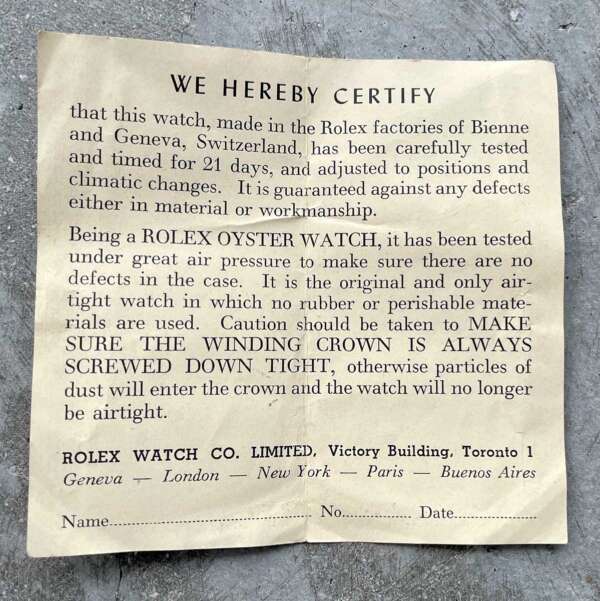 WE HEREBY CERTIFY
that this watch, made in the Rolex factories of Bienne
and Geneva, Switzerland, has been carefully tested
and timed for 21 days, and adjusted to positions and
climatic changes. It is guaranteed against any defects
either in material or workmanship.
Being a ROLEX OYSTER WATCH, it has been tested
under great air pressure to make sure there are no
defects in the case. It is the original and only air-
tight watch in which no rubber or perishable mate-
rials are used. Caution should be taken to MAKE
SURE THE WINDING CROWN IS ALWAYS
SCREWED DOWN TIGHT, otherwise particles of
dust will enter the crown and the watch will no longer
be airtight.
ROLEX WATCH CO. LIMITED, Victory Building, Toronto 1
Geneva — London — New York — Paris — Buenos Aires
Name.................................................. No................. Date.....................